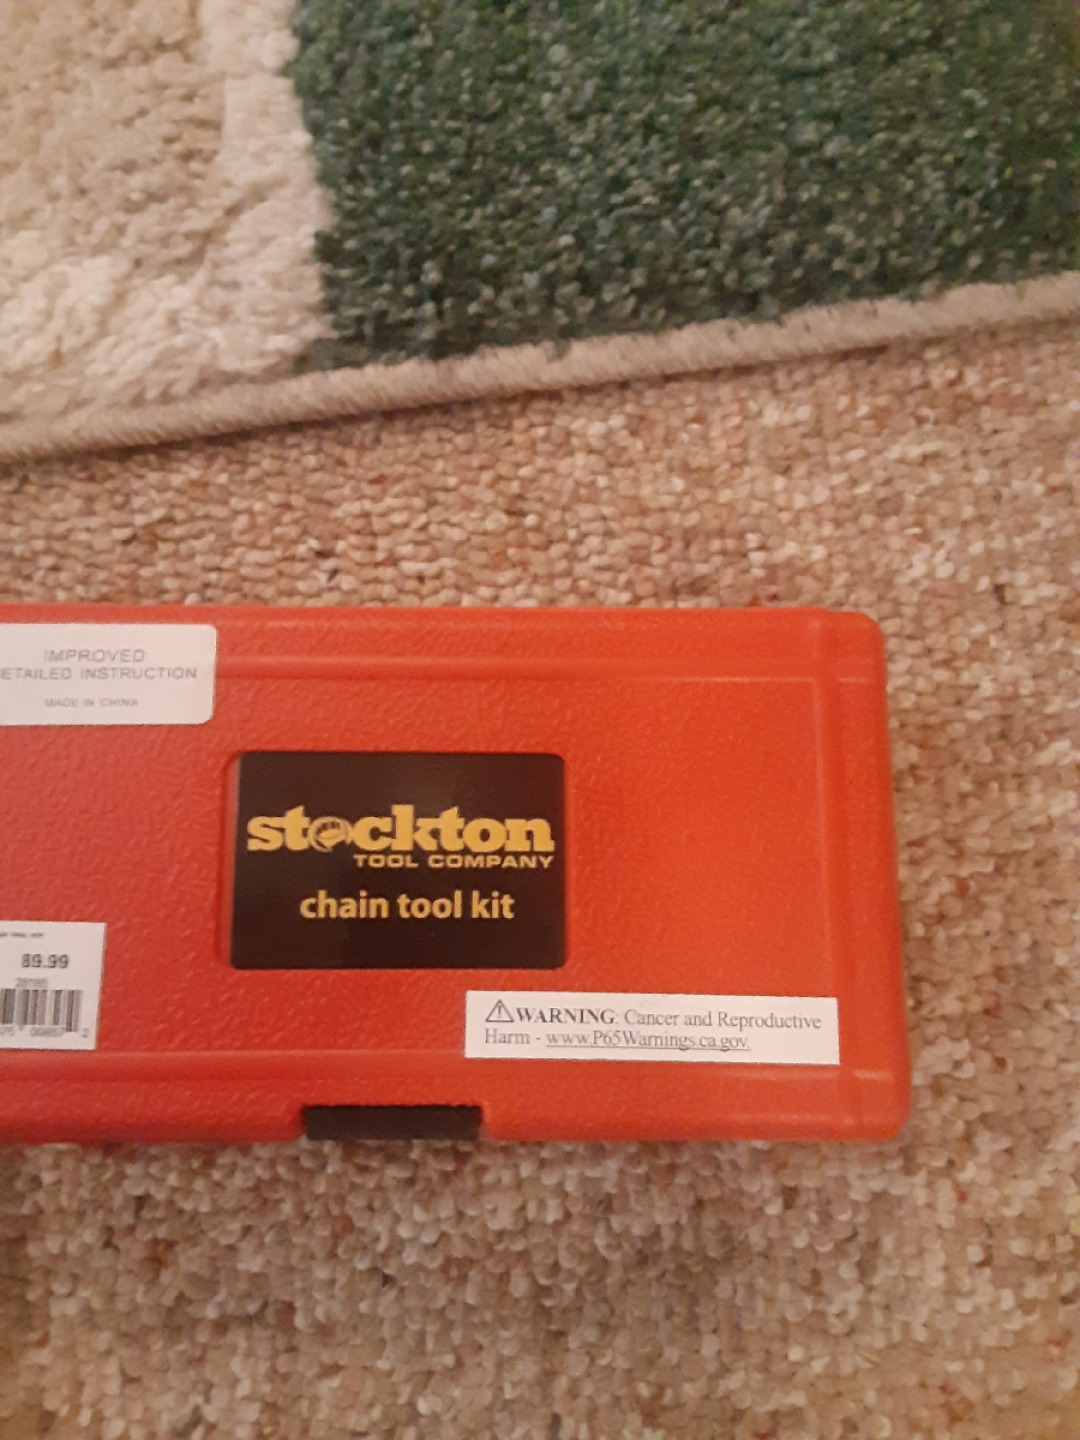 IMPROVED
ETAILED INSTRUCTION
MADE IN CHINA
stockton
TOOL COMPANY
chain tool kit
89.99
WARNING: Cancer and Reproductive
Harm - www.P65Warnings.ca.gov.